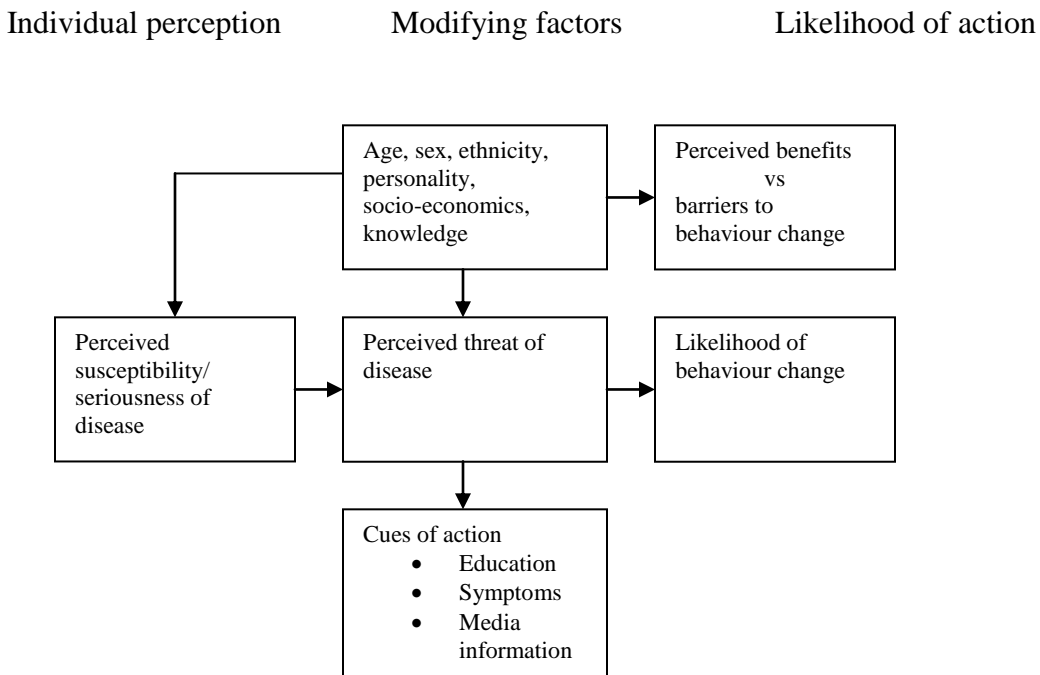 Individual perception Modifying factors Likelihood of action
Age, sex, ethnicity,
personality,
socio-economics,
knowledge
Perceived benefits
vs
barriers to
behaviour change
Perceived
susceptibility/
seriousness of
disease
Perceived threat of
disease
Likelihood of
behaviour change
Cues of action
• Education
• Symptoms
• Media
information